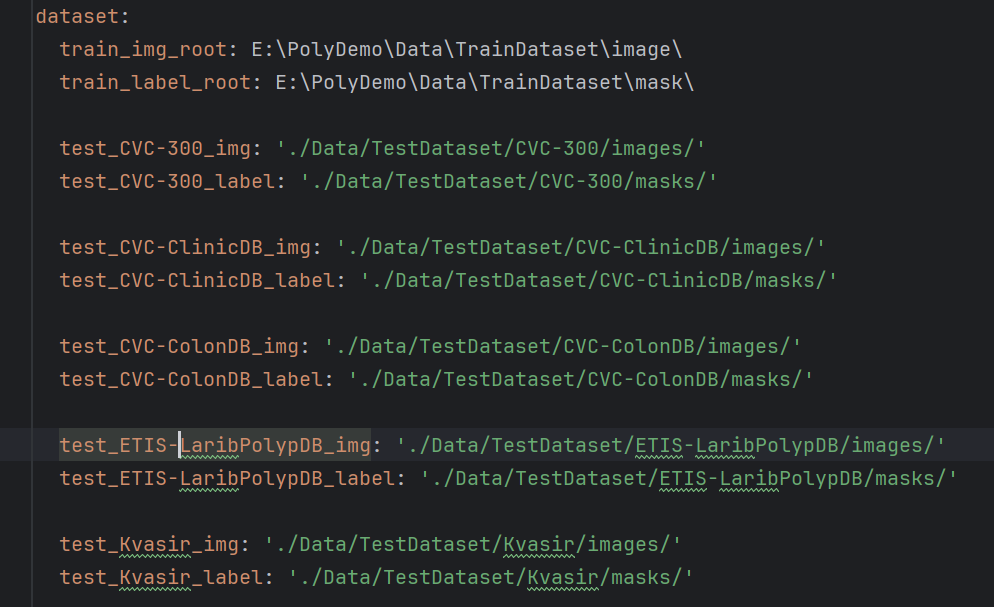 dataset:
train_img_root: E:\PolyDemo\Data\TrainDataset\image\
train_label_root: E:\PolyDemo\Data\TrainDataset\mask\
test_CVC-300_img: './Data/TestDataset/CVC-300/images/'
test_CVC-300_label: './Data/TestDataset/CVC-300/masks/'
test_CVC-ClinicDB_img: './Data/TestDataset/CVC-ClinicDB/images/'
test_CVC-ClinicDB_label: './Data/TestDataset/CVC-ClinicDB/masks/'
test_CVC-ColonDB_img: './Data/TestDataset/CVC-ColonDB/images/'
test_CVC-ColonDB_label: './Data/TestDataset/CVC-ColonDB/masks/'
test_ETIS-LaribPolypDB_img: './Data/TestDataset/ETIS-LaribPolypDB/images/'
test_ETIS-LaribPolypDB_label: './Data/TestDataset/ETIS-LaribPolypDB/masks/'
test_Kvasir_img: './Data/TestDataset/Kvasir/images/'
test_Kvasir_label: './Data/TestDataset/Kvasir/masks/'